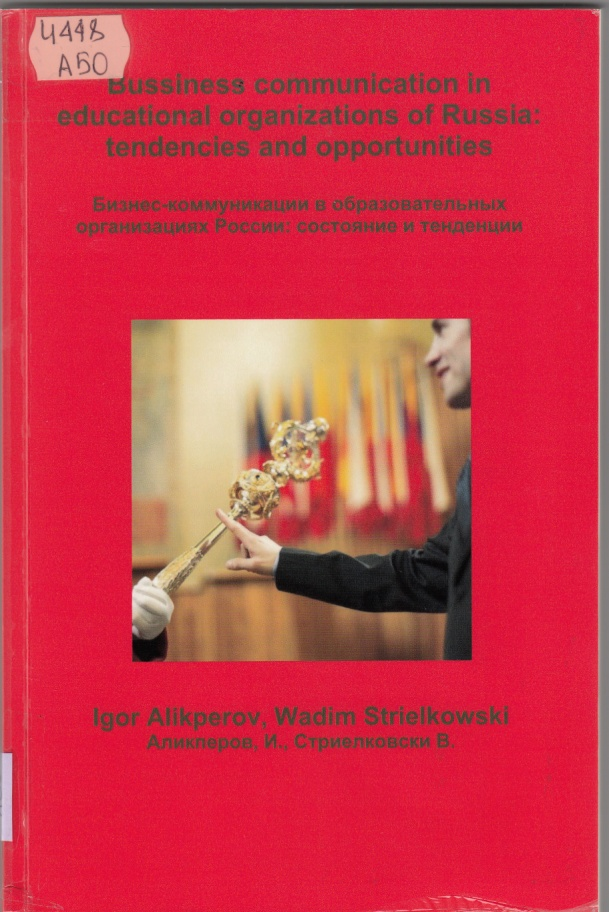 4448
А50
Bussiness communication in
educational organizations of Russia:
tendencies and opportunities
Бизнес-коммуникации в образовательных
организациях России: состояние и тенденции
Igor Alikperov, Wadim Strielkowski
Аликперов, И., Стриелковски В.